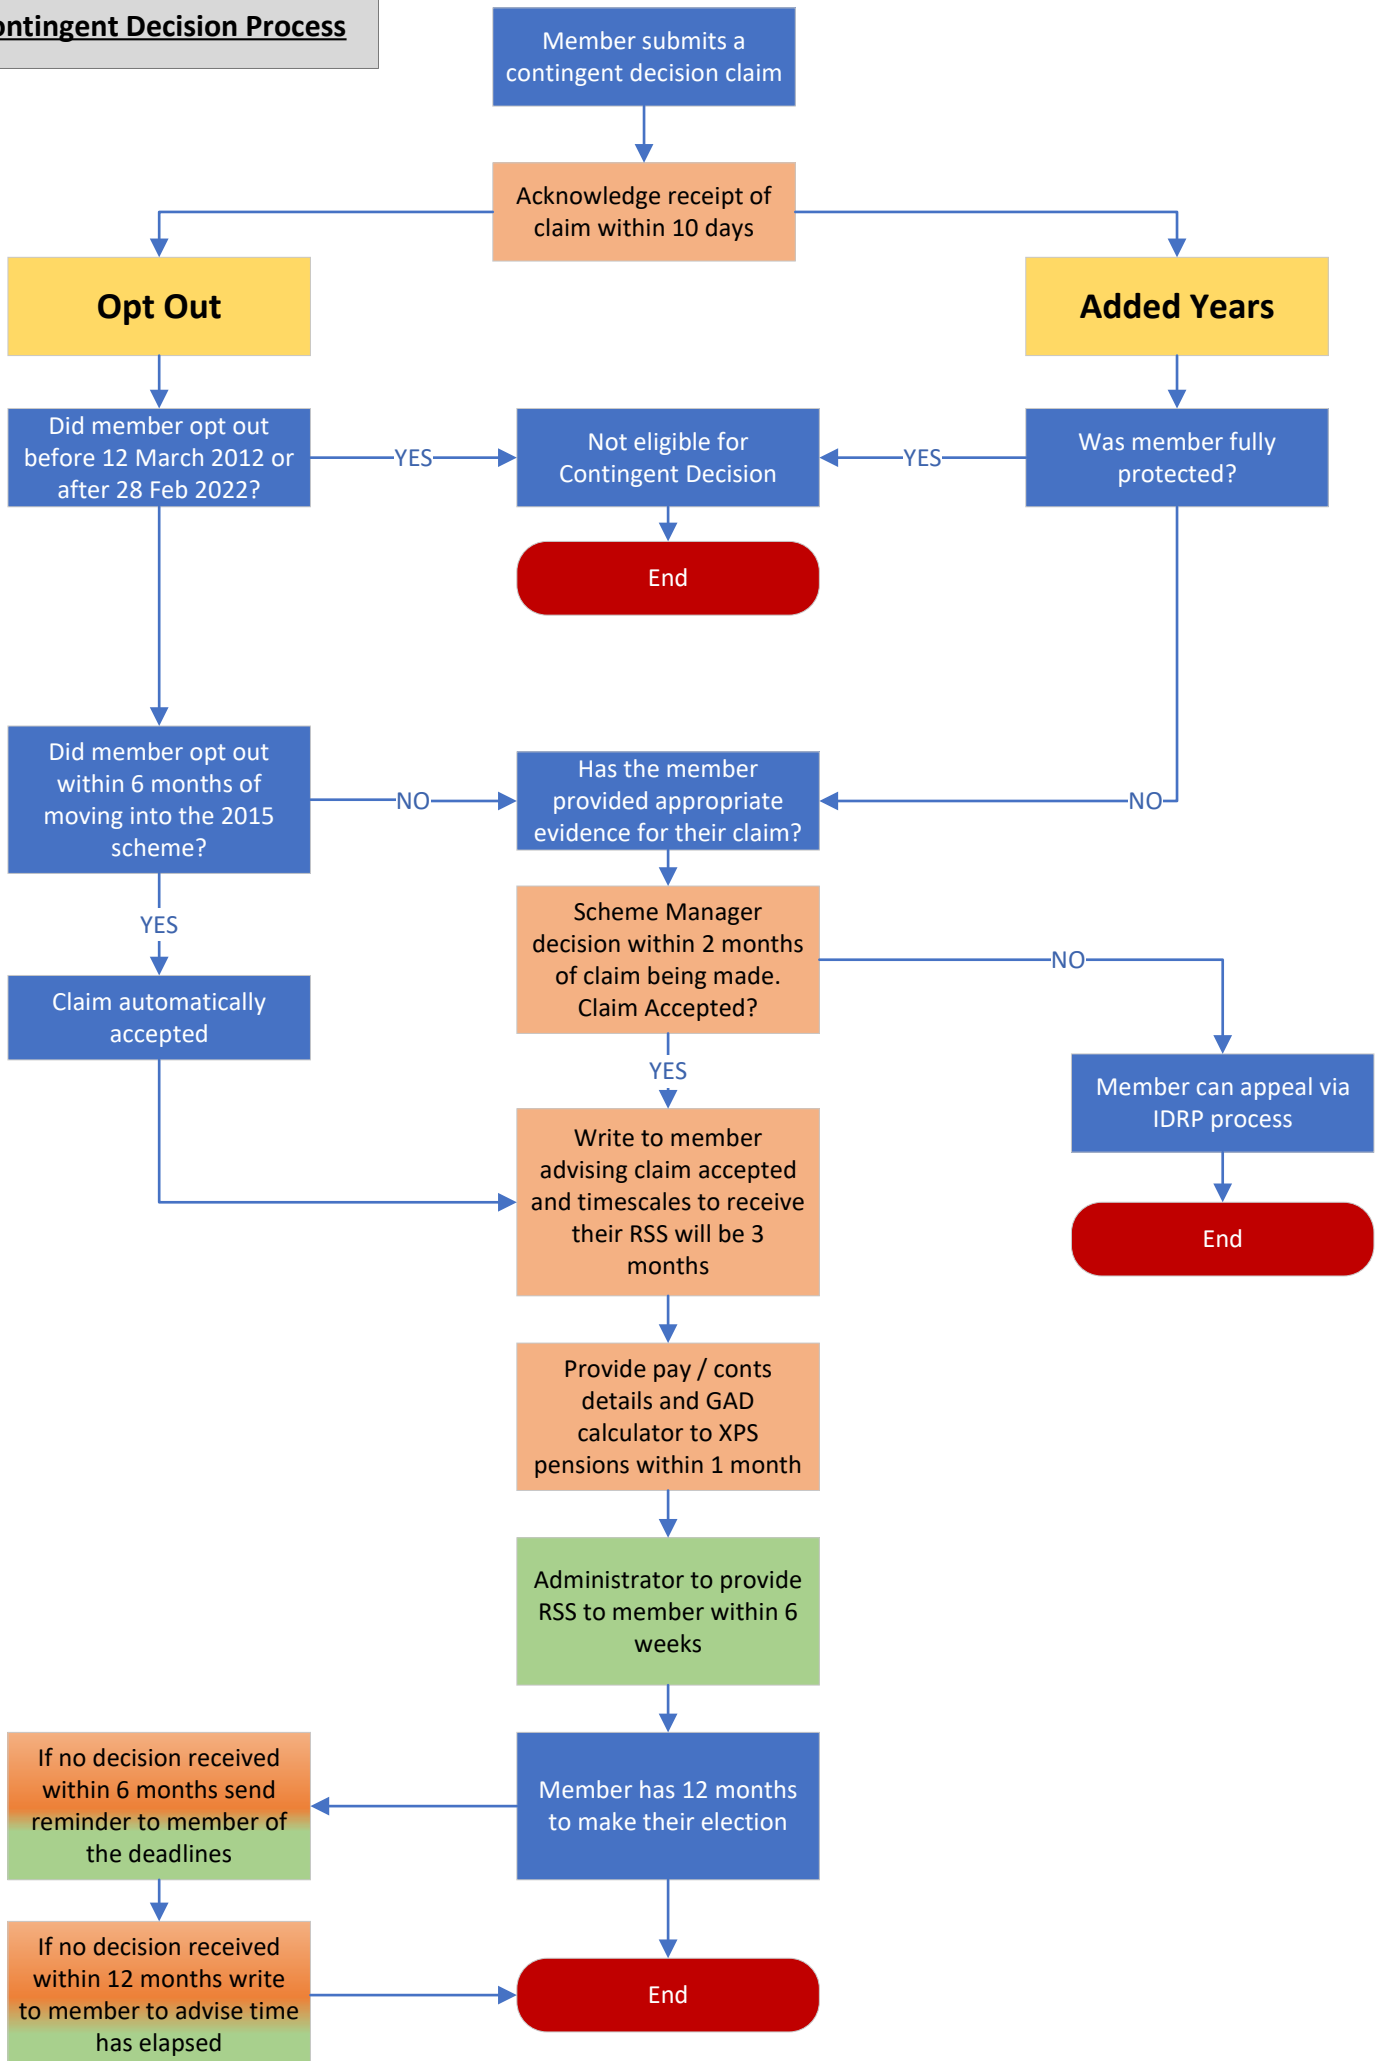 ontingent Decision Process
Member submits a
contingent decision claim
Acknowledge receipt of
claim within 10 days
Opt Out
Added Years
Did member opt out
before 12 March 2012 or
after 28 Feb 2022?
YES
Not eligible for
Contingent Decision
YES
Was member fully
protected?
End
Did member opt out
within 6 months of
moving into the 2015
scheme?
NO
Has the member
provided appropriate
evidence for their claim?
NO
YES
Scheme Manager
decision within 2 months
of claim being made.
Claim Accepted?
NO
Claim automatically
accepted
YES
Member can appeal via
IDRP process
Write to member
advising claim accepted
and timescales to receive
their RSS will be 3
months
End
Provide pay / conts
details and GAD
calculator to XPS
pensions within 1 month
Administrator to provide
RSS to member within 6
weeks
If no decision received
within 6 months send
reminder to member of
the deadlines
Member has 12 months
to make their election
If no decision received
within 12 months write
to member to advise time
has elapsed
End